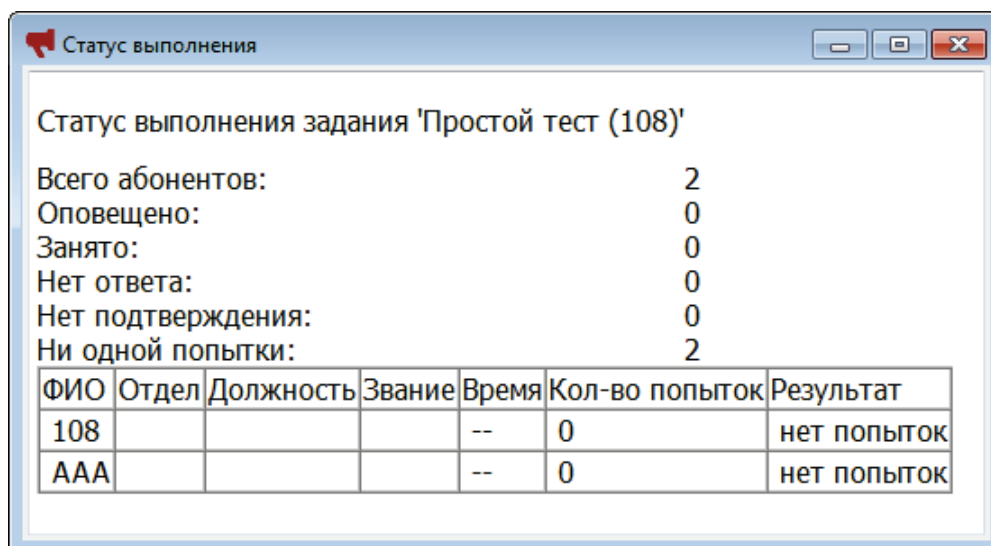 Статус выполнения
Статус выполнения задания 'Простой тест (108)'
Всего абонентов: 2
Оповещено: 0
Занято: 0
Нет ответа: 0
Нет подтверждения: 0
Ни одной попытки: 2
ФИО Отдел Должность Звание Время Кол-во попыток Результат
108 -- 0 нет попыток
ААА -- 0 нет попыток